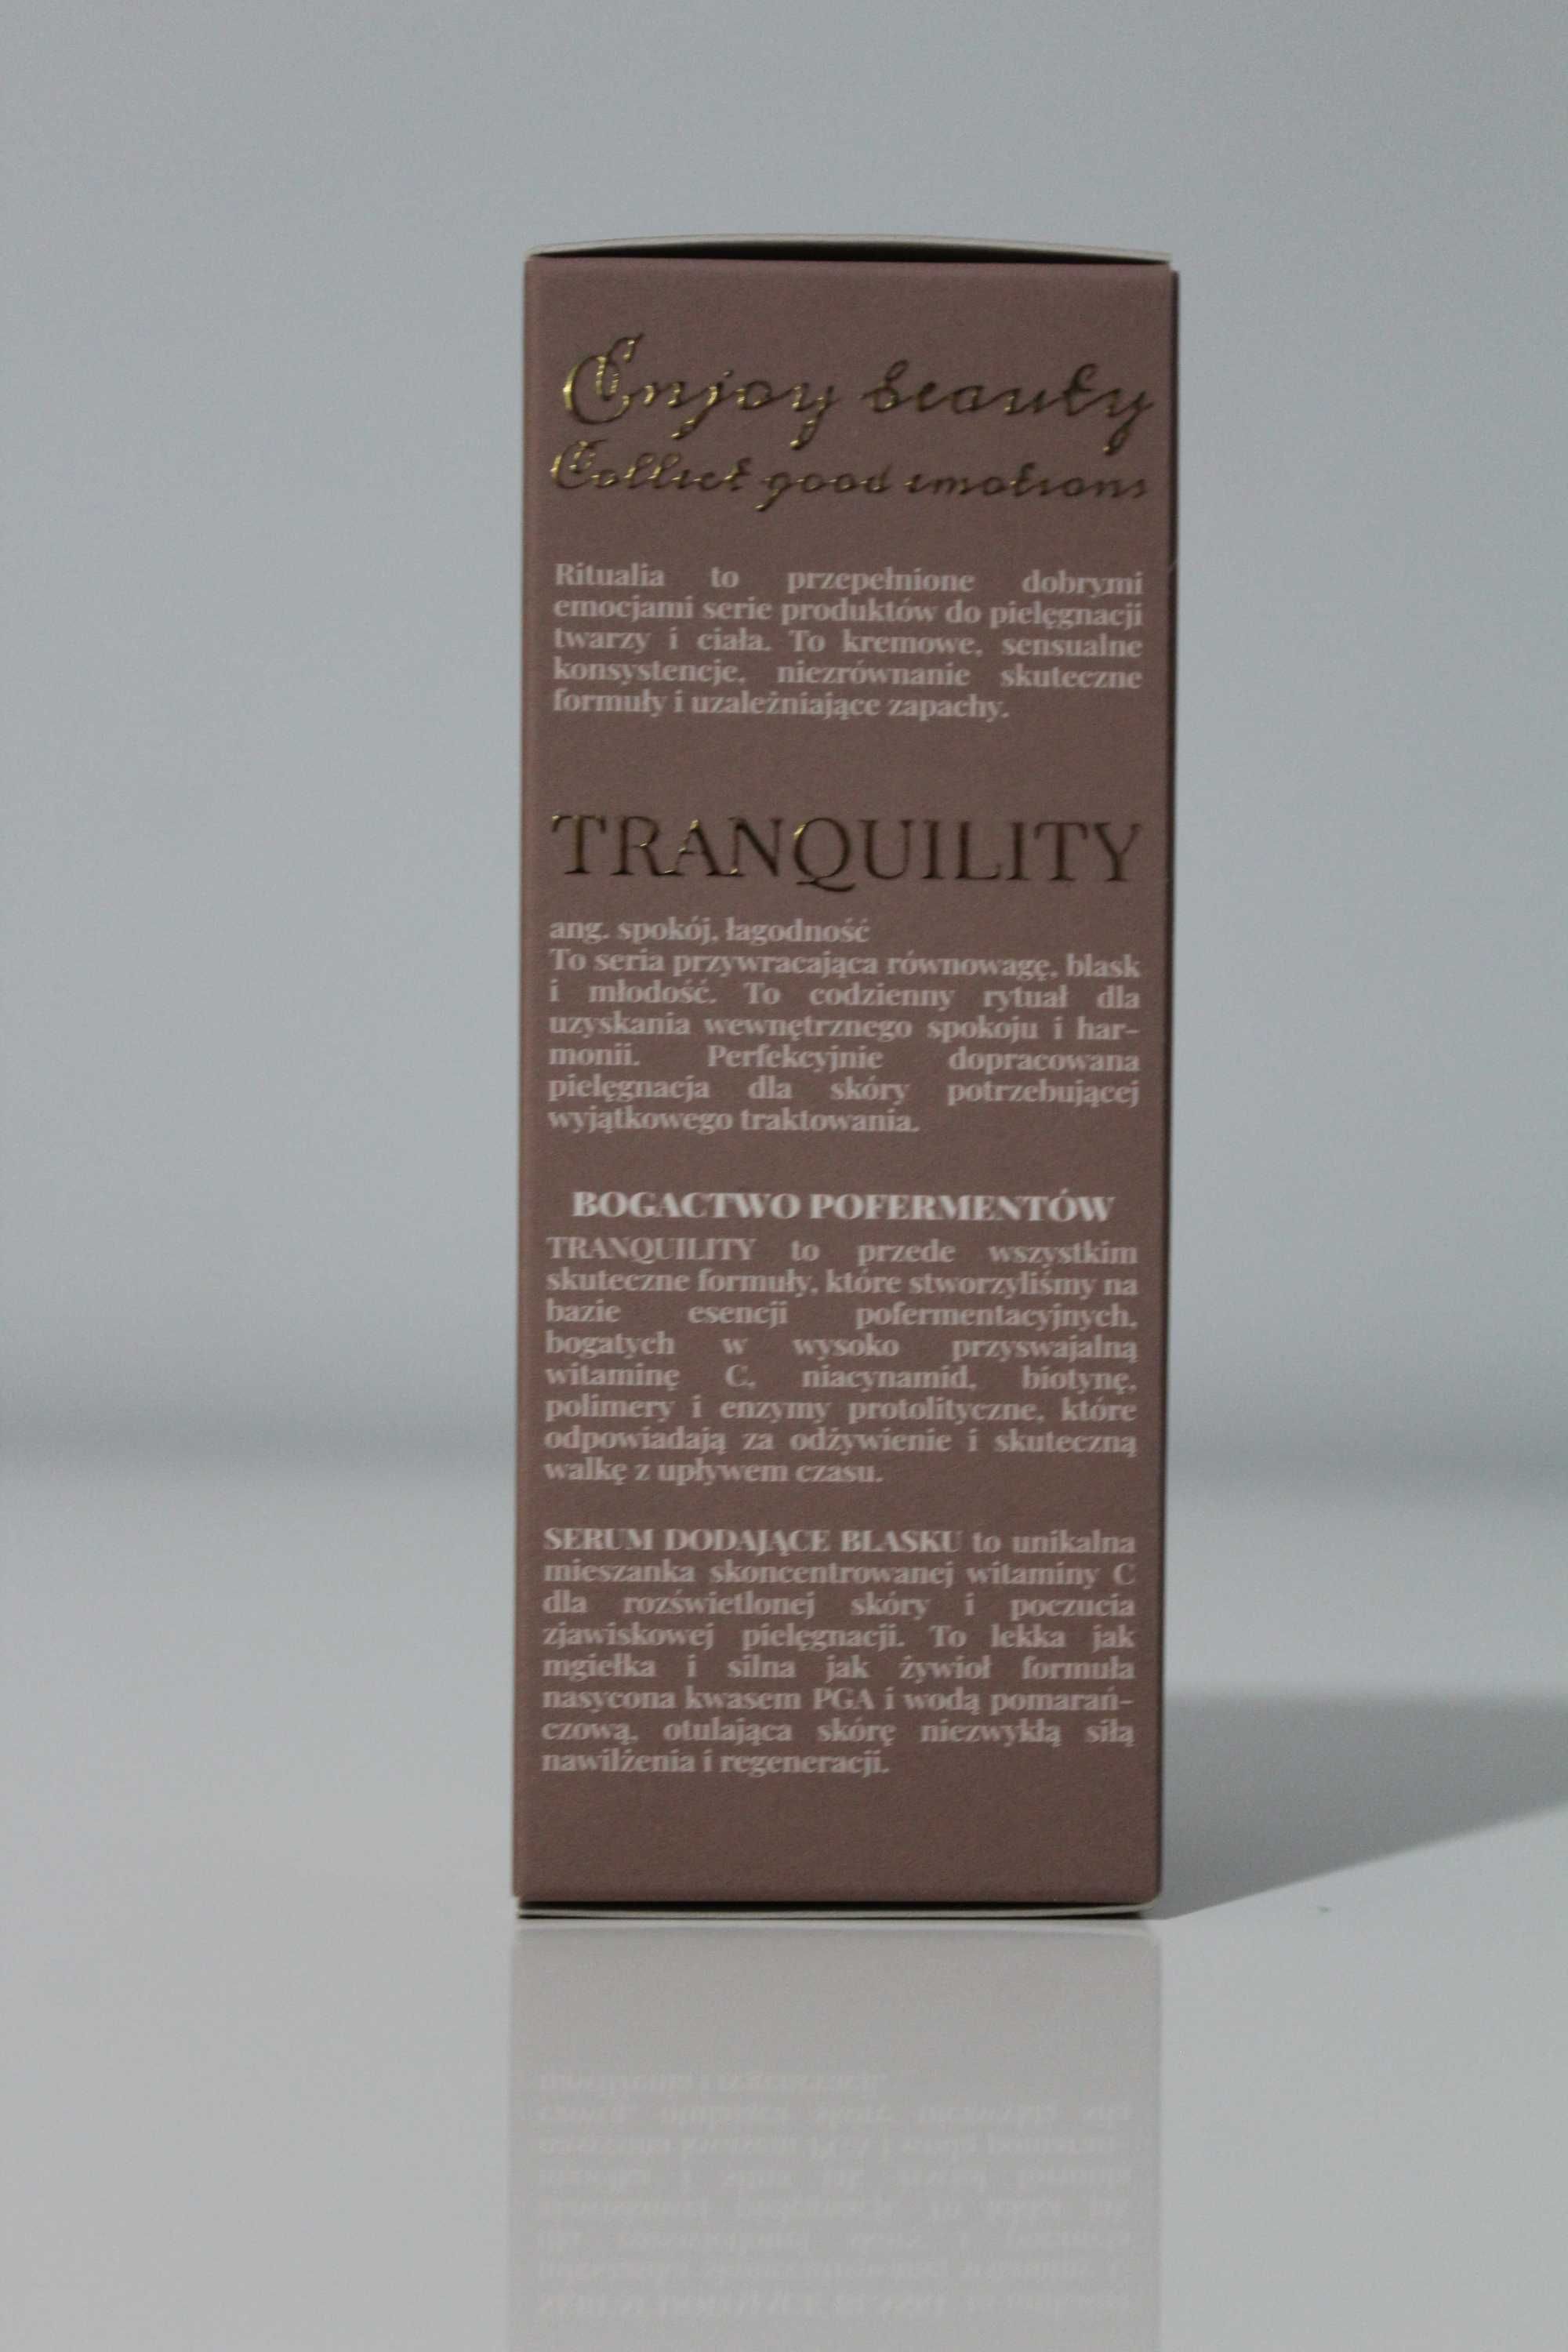 Enjoy beauty
Collect good emotions
Ritualia to przepełnione dobrymi
emocjami serie produktów do pielęgnacji
twarzy i ciała. To kremowe, sensualne
konsystencje, niezrównanie skuteczne
formuły i uzależniające zapachy.
TRANQUILITY
ang. spokój, łagodność
To seria przywracająca równowagę, blask
i młodość. To codzienny rytuał dla
uzyskania wewnętrznego spokoju i har-
monii. Perfekcyjnie dopracowana
pielęgnacja dla skóry potrzebującej
wyjątkowego traktowania.
BOGACTWO POFERMENTÓW
TRANQUILITY to przede wszystkim
skuteczne formuły, które stworzyliśmy na
bazie esencji pofermentacyjnych,
bogatych w wysoko przyswajalną
witaminę C, niacynamid, biotynę,
polimery i enzymy protolityczne, które
odpowiadają za odżywienie i skuteczną
walkę z upływem czasu.
SERUM DODAJĄCE BLASKU to unikalna
mieszanka skoncentrowanej witaminy C
dla rozświetlonej skóry i poczucia
zjawiskowej pielęgnacji. To lekka jak
mgiełka i silna jak żywioł formuła
nasycona kwasem PGA i wodą pomarań-
czową, otulająca skórę niezwykłą siłą
nawilżenia i regeneracji.